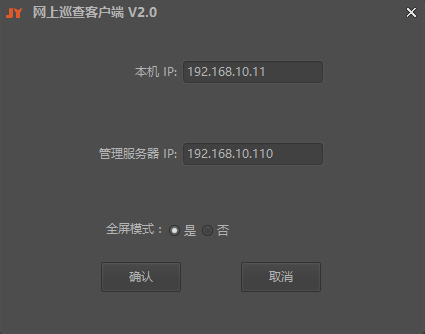 JY 网上巡查客户端 V2.0
本机 IP: 192.168.10.11
管理服务器 IP: 192.168.10.110
全屏模式： 是 否
确认 取消